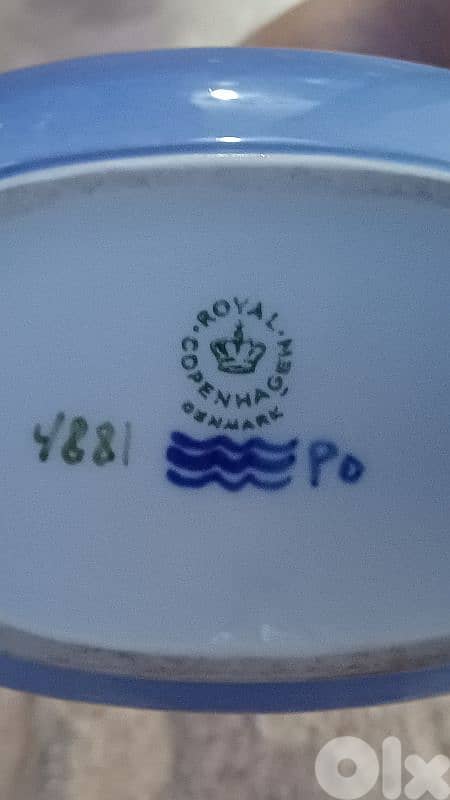 ROYAL
COPENHAGEN
DENMARK
4881 PO
OLX